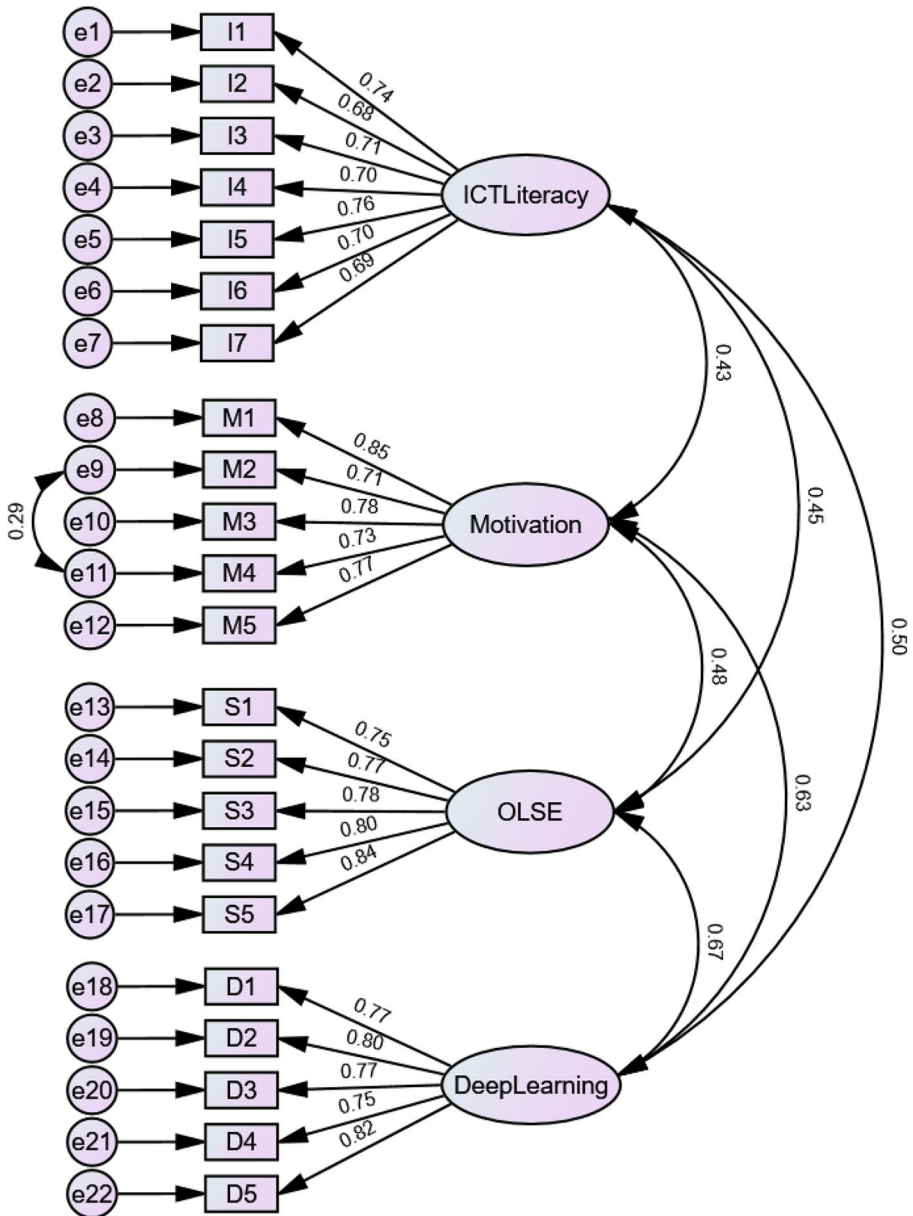 e1 I1
e2 I2
e3 I3
e4 I4
e5 I5
e6 I6
e7 I7
0.74
0.68
0.71
0.70
0.76
0.70
0.69
ICTLiteracy
e8 M1
e9 M2
e10 M3
e11 M4
e12 M5
0.29
0.85
0.71
0.78
0.73
0.77
Motivation
e13 S1
e14 S2
e15 S3
e16 S4
e17 S5
0.75
0.77
0.78
0.80
0.84
OLSE
e18 D1
e19 D2
e20 D3
e21 D4
e22 D5
0.77
0.80
0.77
0.75
0.82
DeepLearning
0.43
0.45
0.50
0.48
0.63
0.67